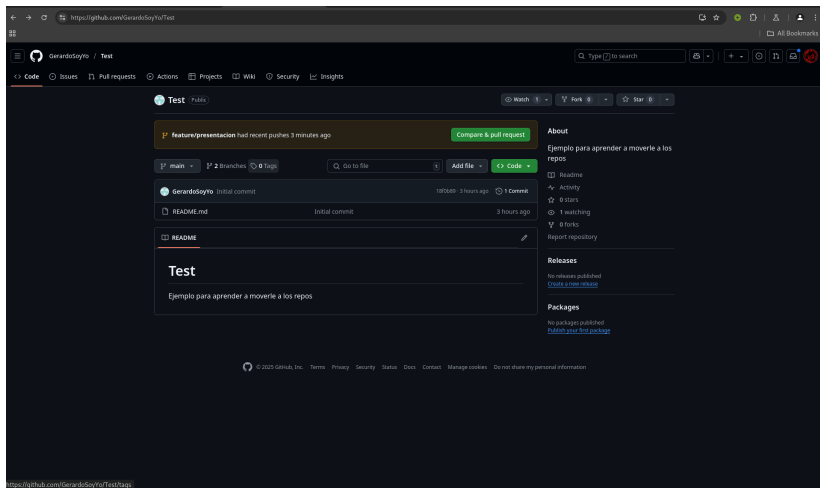 https://github.com/GerardoSoyYo/Test
All Bookmarks
GerardoSoyYo / Test
Type / to search
Code Issues Pull requests Actions Projects Wiki Security Insights
Test Public
Watch 1 Fork 0 Star 0
feature/presentacion had recent pushes 3 minutes ago
Compare & pull request
main 2 Branches 0 Tags Go to file t Add file Code
GerardoSoyYo Initial commit 18f0b69 · 3 hours ago 1 Commit
README.md Initial commit 3 hours ago
README
Test
Ejemplo para aprender a moverle a los repos
About
Ejemplo para aprender a moverle a los
repos
Readme
Activity
0 stars
1 watching
0 forks
Report repository
Releases
No releases published
Create a new release
Packages
No packages published
Publish your first package
© 2025 GitHub, Inc. Terms Privacy Security Status Docs Contact Manage cookies Do not share my personal information
https://github.com/GerardoSoyYo/Test/tags